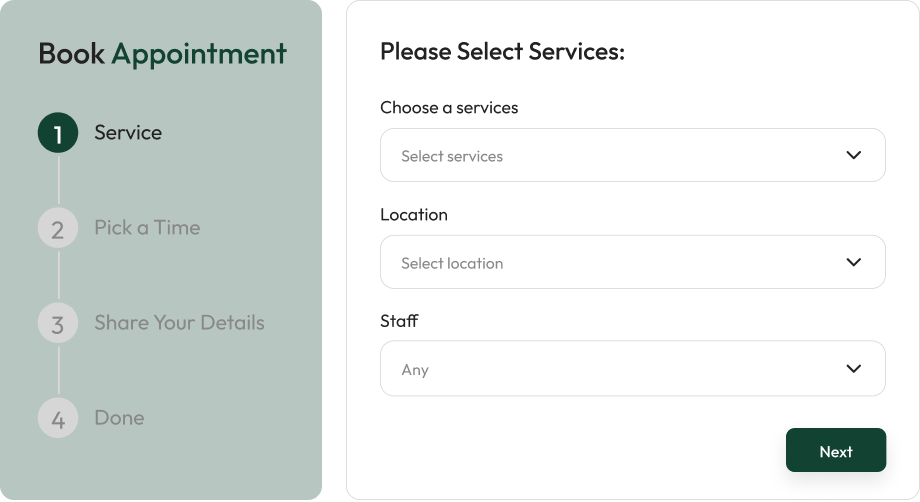 Book Appointment
1 Service
2 Pick a Time
3 Share Your Details
4 Done
Please Select Services:
Choose a services
Select services
Location
Select location
Staff
Any
Next